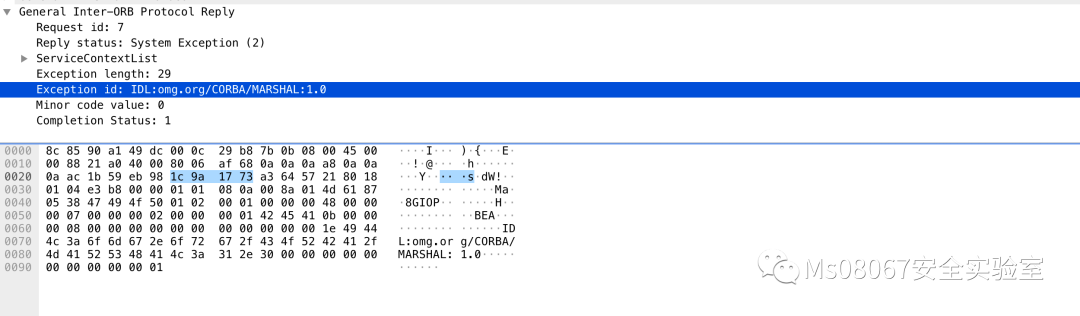 General Inter-ORB Protocol Reply
Request id: 7
Reply status: System Exception (2)
ServiceContextList
Exception length: 29
Exception id: IDL:omg.org/CORBA/MARSHAL:1.0
Minor code value: 0
Completion Status: 1
0000 8c 85 90 a1 49 dc 00 0c 29 b8 7b 0b 08 00 45 00 ····I··· )·{···E·
0010 00 88 21 a0 40 00 80 06 af 68 0a 0a 0a a8 0a 0a ··!·@··· ·h······
0020 0a ac 1b 59 eb 98 1c 9a 17 73 a3 64 57 21 80 18 ···Y···· ·s·dW!··
0030 01 04 e3 b8 00 00 01 01 08 0a 00 8a 01 4d 61 87 ········ ·····Ma·
0040 05 38 47 49 4f 50 01 02 00 01 00 00 00 48 00 00 ·8GIOP·· ·····H··
0050 00 07 00 00 00 02 00 00 00 01 42 45 41 0b 00 00 ········ ··BEA···
0060 00 08 00 00 00 00 00 00 00 00 00 00 00 1e 49 44 ········ ······ID
0070 4c 3a 6f 6d 67 2e 6f 72 67 2f 43 4f 52 42 41 2f L:omg.or g/CORBA/
0080 4d 41 52 53 48 41 4c 3a 31 2e 30 00 00 00 00 00 MARSHAL: 1.0·····
0090 00 00 00 00 00 01 ······
Ms08067安全实验室